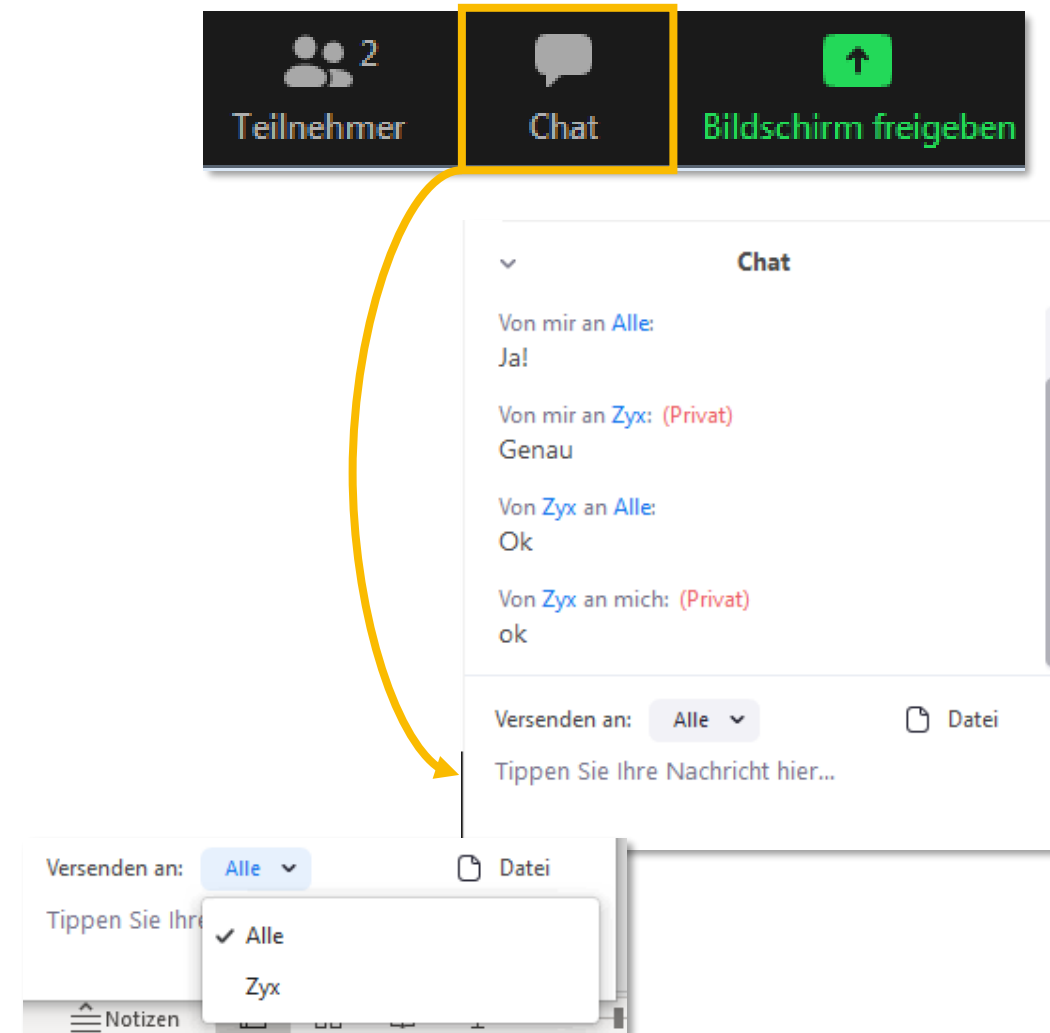 2
Teilnehmer
Chat
Bildschirm freigeben
Chat
Von mir an Alle:
Ja!
Von mir an Zyx: (Privat)
Genau
Von Zyx an Alle:
Ok
Von Zyx an mich: (Privat)
ok
Versenden an: Alle Datei
Tippen Sie Ihre Nachricht hier...
Versenden an: Alle Datei
Tippen Sie Ihre
Alle
Zyx
Notizen